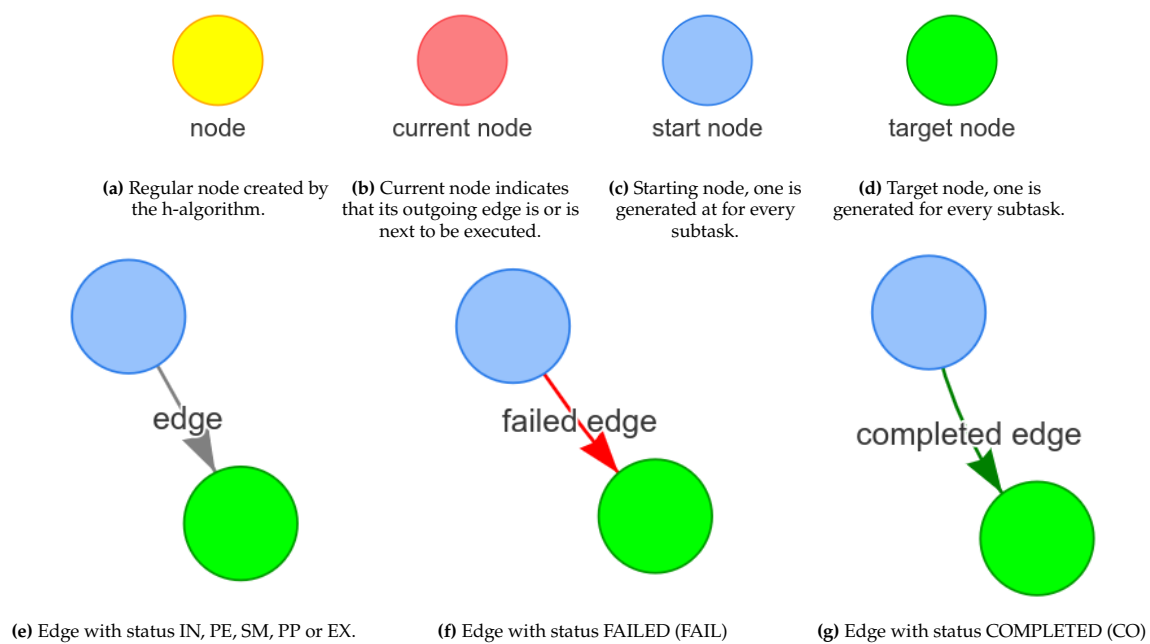 node
current node
start node
target node
(a) Regular node created by
the h-algorithm.
(b) Current node indicates
that its outgoing edge is or is
next to be executed.
(c) Starting node, one is
generated at for every
subtask.
(d) Target node, one is
generated for every subtask.
edge
failed edge
completed edge
(e) Edge with status IN, PE, SM, PP or EX.
(f) Edge with status FAILED (FAIL)
(g) Edge with status COMPLETED (CO)